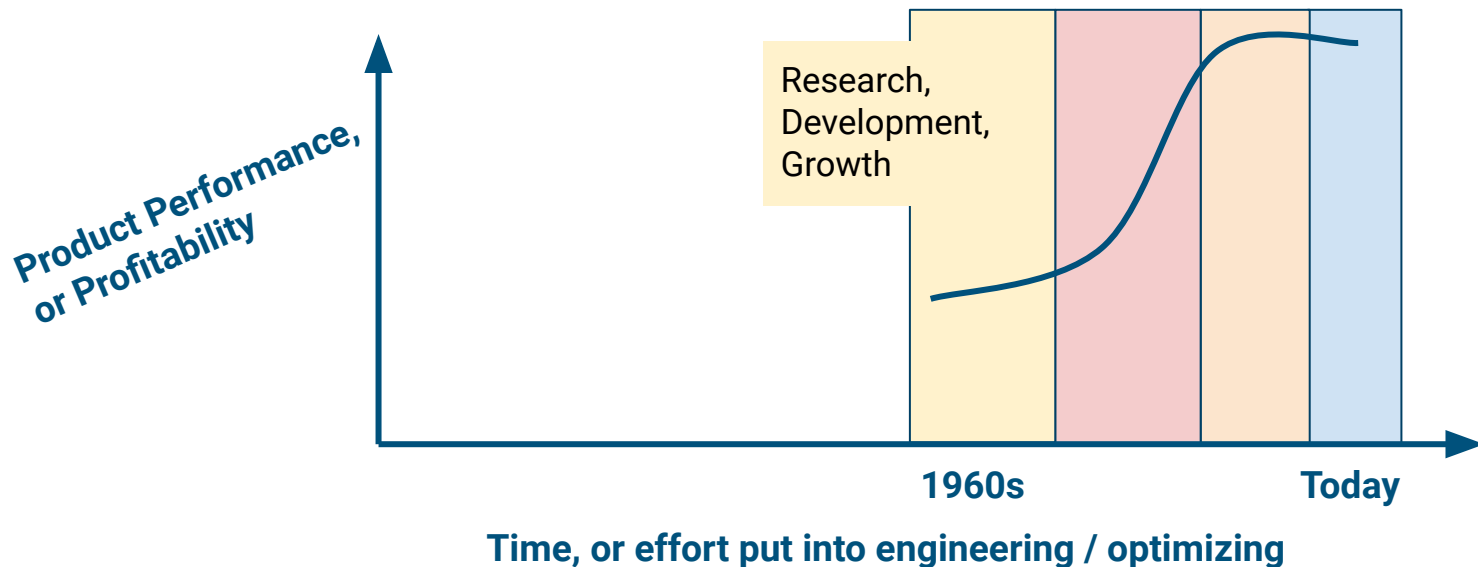 Research,
Development,
Growth
Product Performance,
or Profitability
1960s
Today
Time, or effort put into engineering / optimizing